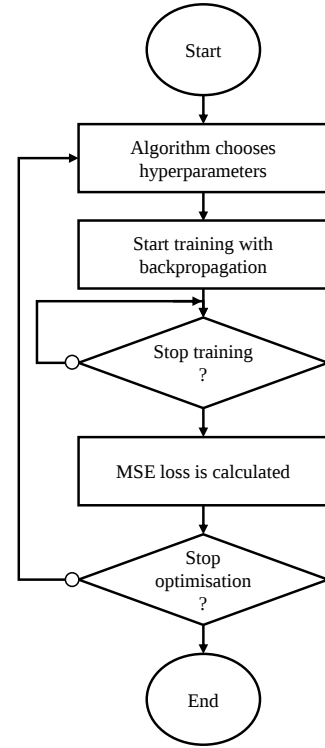 Start
Algorithm chooses
hyperparameters
Start training with
backpropagation
Stop training
?
MSE loss is calculated
Stop
optimisation
?
End